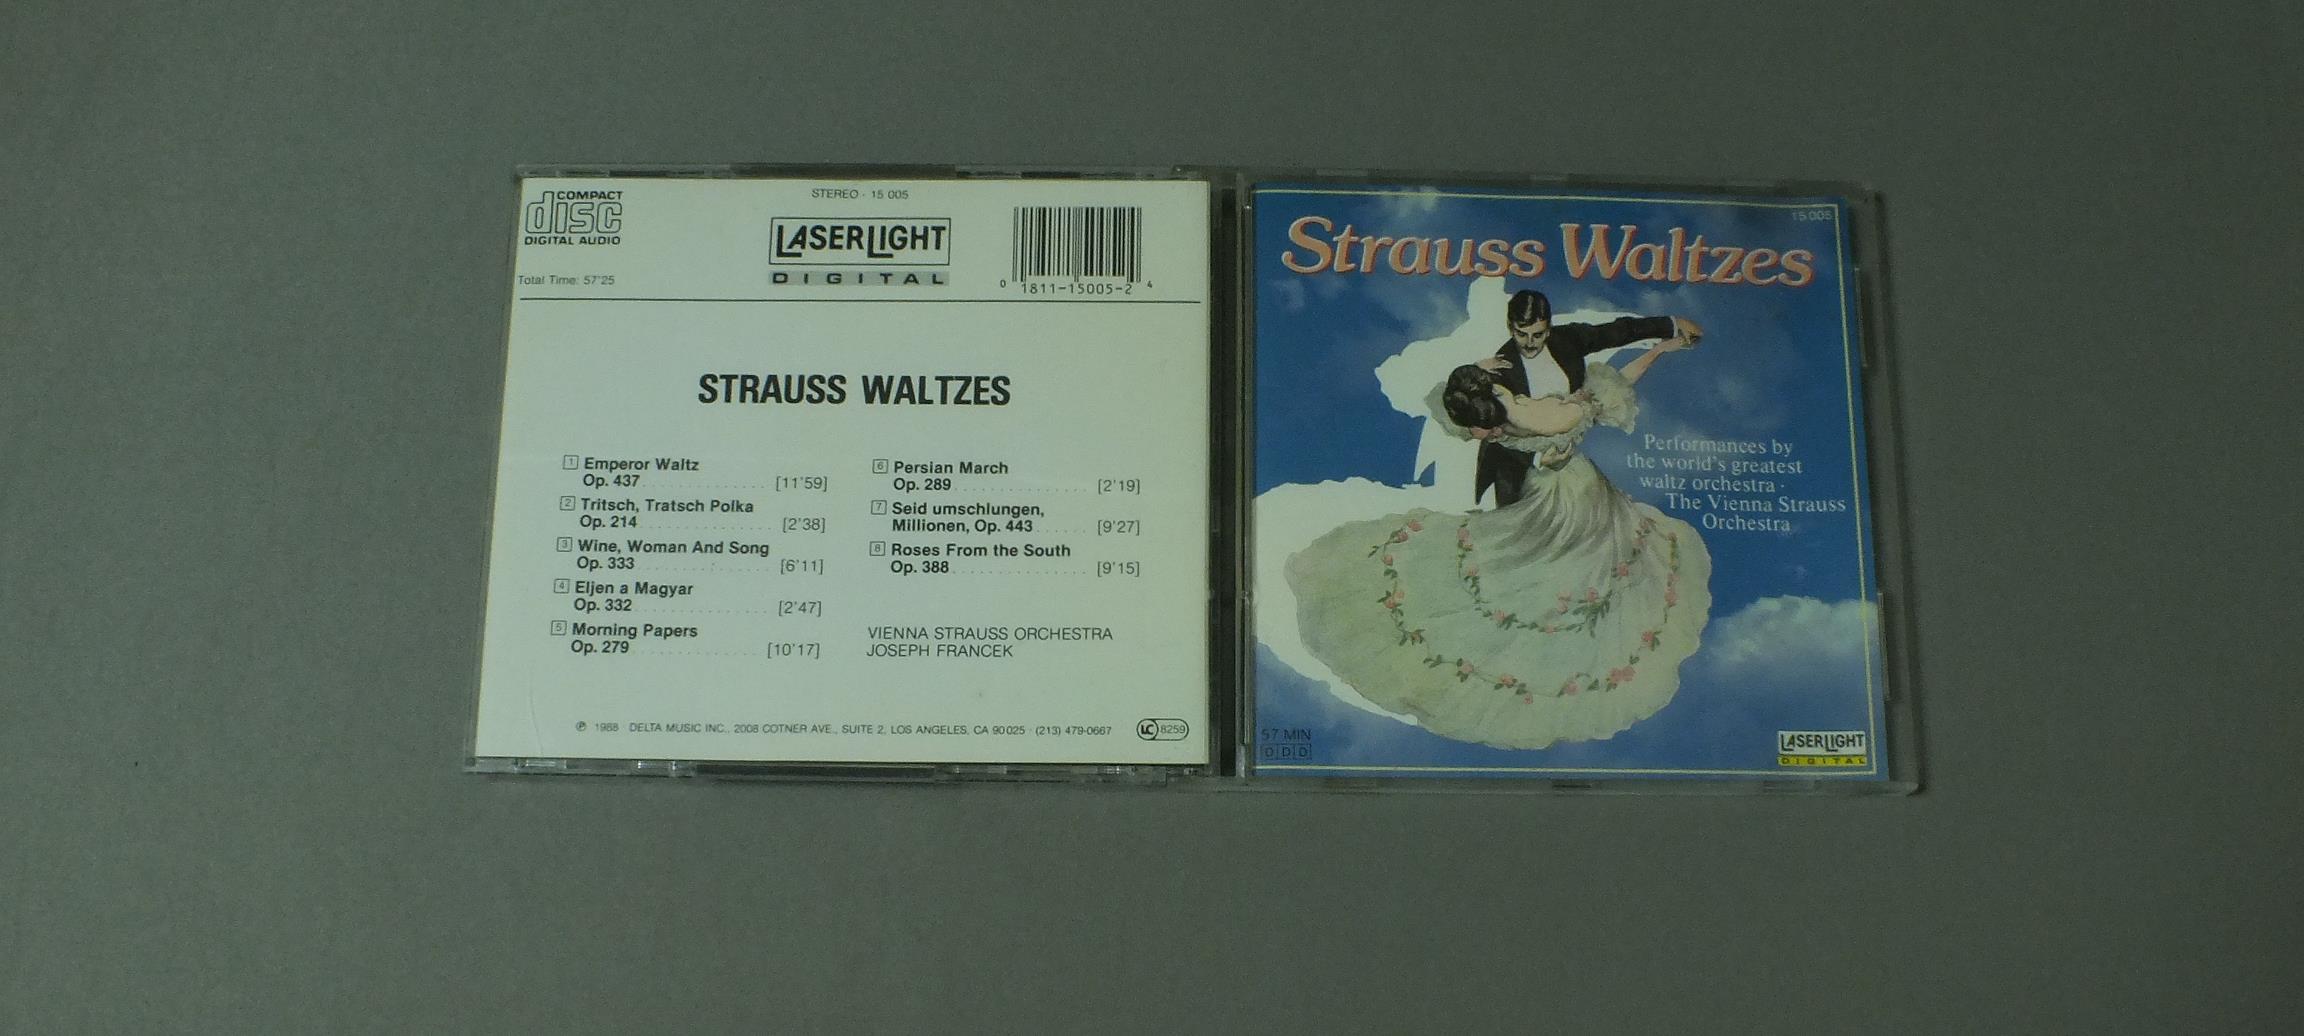 COMPACT
disc
DIGITAL AUDIO
Total Time: 57'25
STEREO · 15 005
LASERLIGHT
DIGITAL
0 1811-15005-2 4
STRAUSS WALTZES
1 Emperor Waltz
Op. 437 [11'59]
2 Tritsch, Tratsch Polka
Op. 214 [2'38]
3 Wine, Woman And Song
Op. 333 [6'11]
4 Eljen a Magyar
Op. 332 [2'47]
5 Morning Papers
Op. 279 [10'17]
6 Persian March
Op. 289 [2'19]
7 Seid umschlungen,
Millionen, Op. 443 [9'27]
8 Roses From the South
Op. 388 [9'15]
VIENNA STRAUSS ORCHESTRA
JOSEPH FRANCEK
℗ 1988 · DELTA MUSIC INC., 2008 COTNER AVE., SUITE 2, LOS ANGELES, CA 90025 · (213) 479-0667
LC 8259
15 005
Strauss Waltzes
Performances by
the world's greatest
waltz orchestra ·
The Vienna Strauss
Orchestra
57 MIN
DDD
LASERLIGHT
DIGITAL